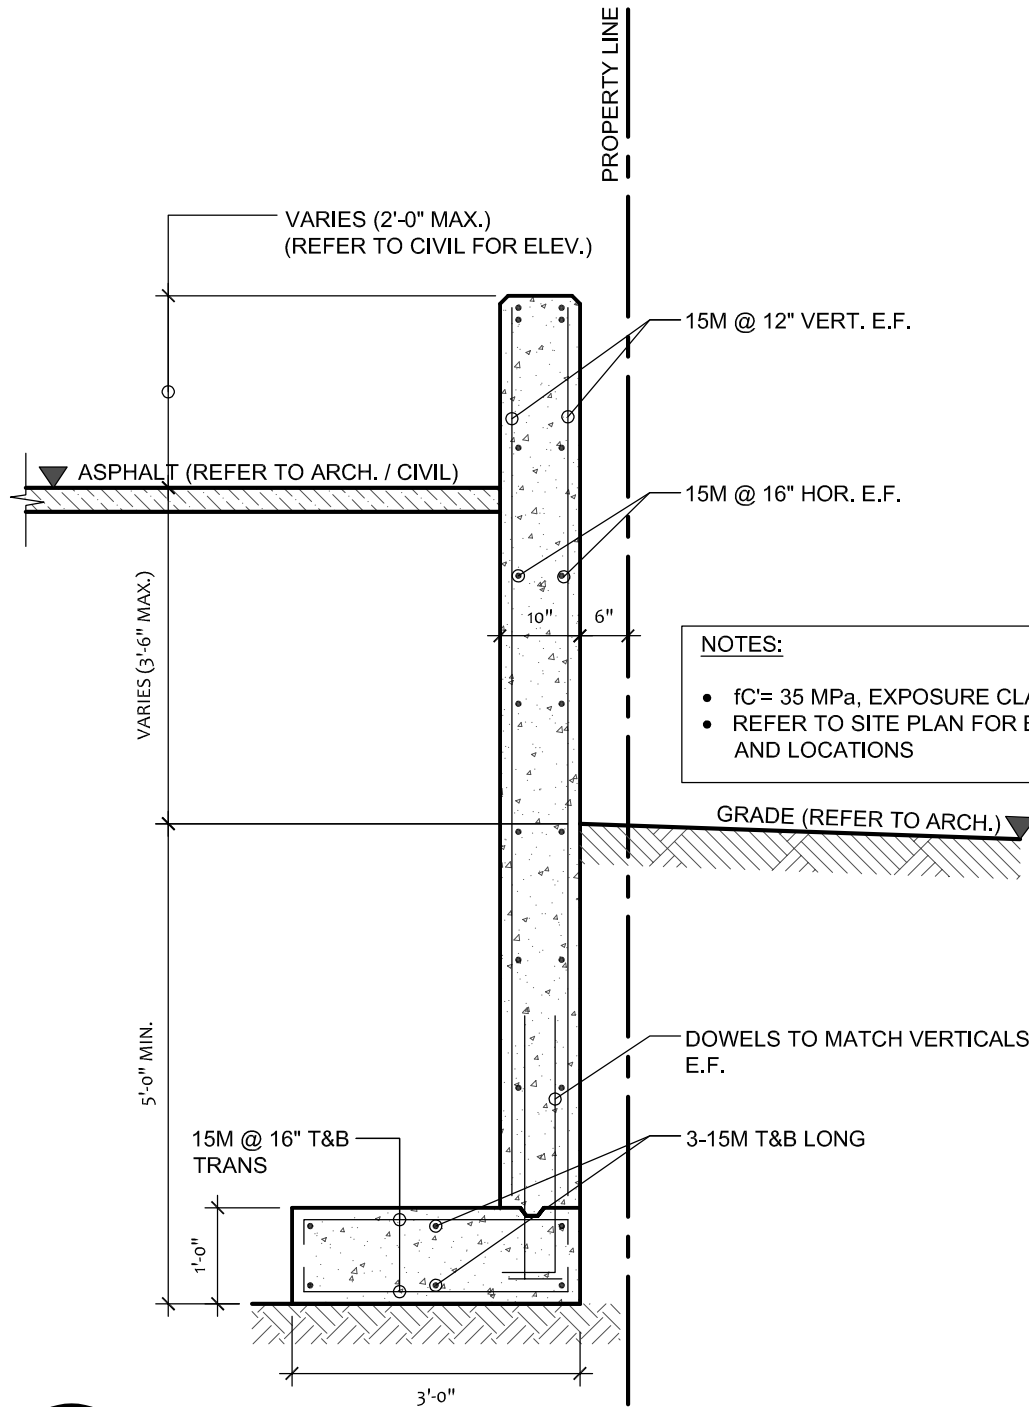 PROPERTY LINE
VARIES (2'-0" MAX.)
(REFER TO CIVIL FOR ELEV.)
15M @ 12" VERT. E.F.
ASPHALT (REFER TO ARCH. / CIVIL)
15M @ 16" HOR. E.F.
VARIES (3'-6" MAX.)
10"
6"
NOTES:
• fC'= 35 MPa, EXPOSURE
• REFER TO SITE PLAN FOR
AND LOCATIONS
GRADE (REFER TO ARCH.)
5'-0" MIN.
DOWELS TO MATCH VERTICALS
E.F.
15M @ 16" T&B
TRANS
3-15M T&B LONG
1'-0"
3'-0"